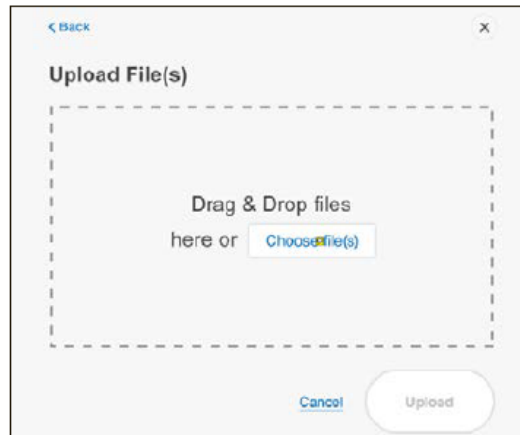 < Back
X
Upload File(s)
Drag & Drop files
here or Choose file(s)
Cancel Upload